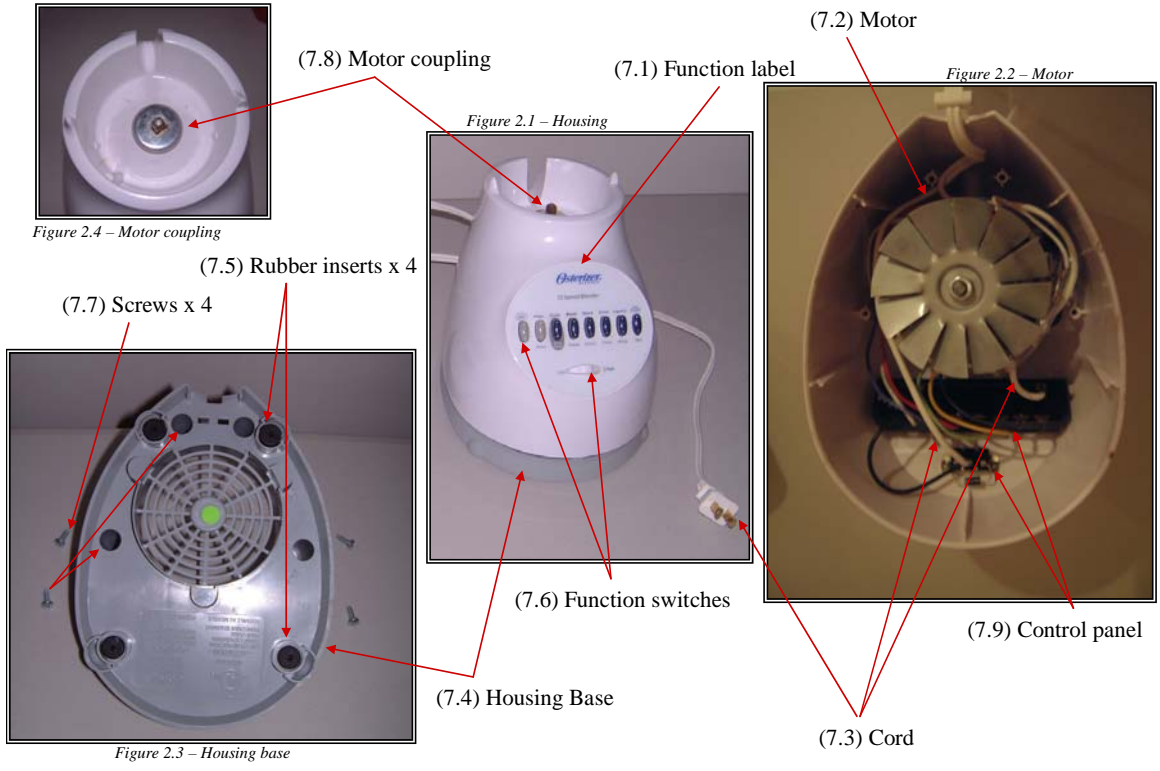 (7.2) Motor
(7.8) Motor coupling
(7.1) Function label
Figure 2.2 – Motor
Figure 2.1 – Housing
Figure 2.4 – Motor coupling
(7.5) Rubber inserts x 4
(7.7) Screws x 4
Osterizer
(7.6) Function switches
(7.9) Control panel
(7.4) Housing Base
(7.3) Cord
Figure 2.3 – Housing base